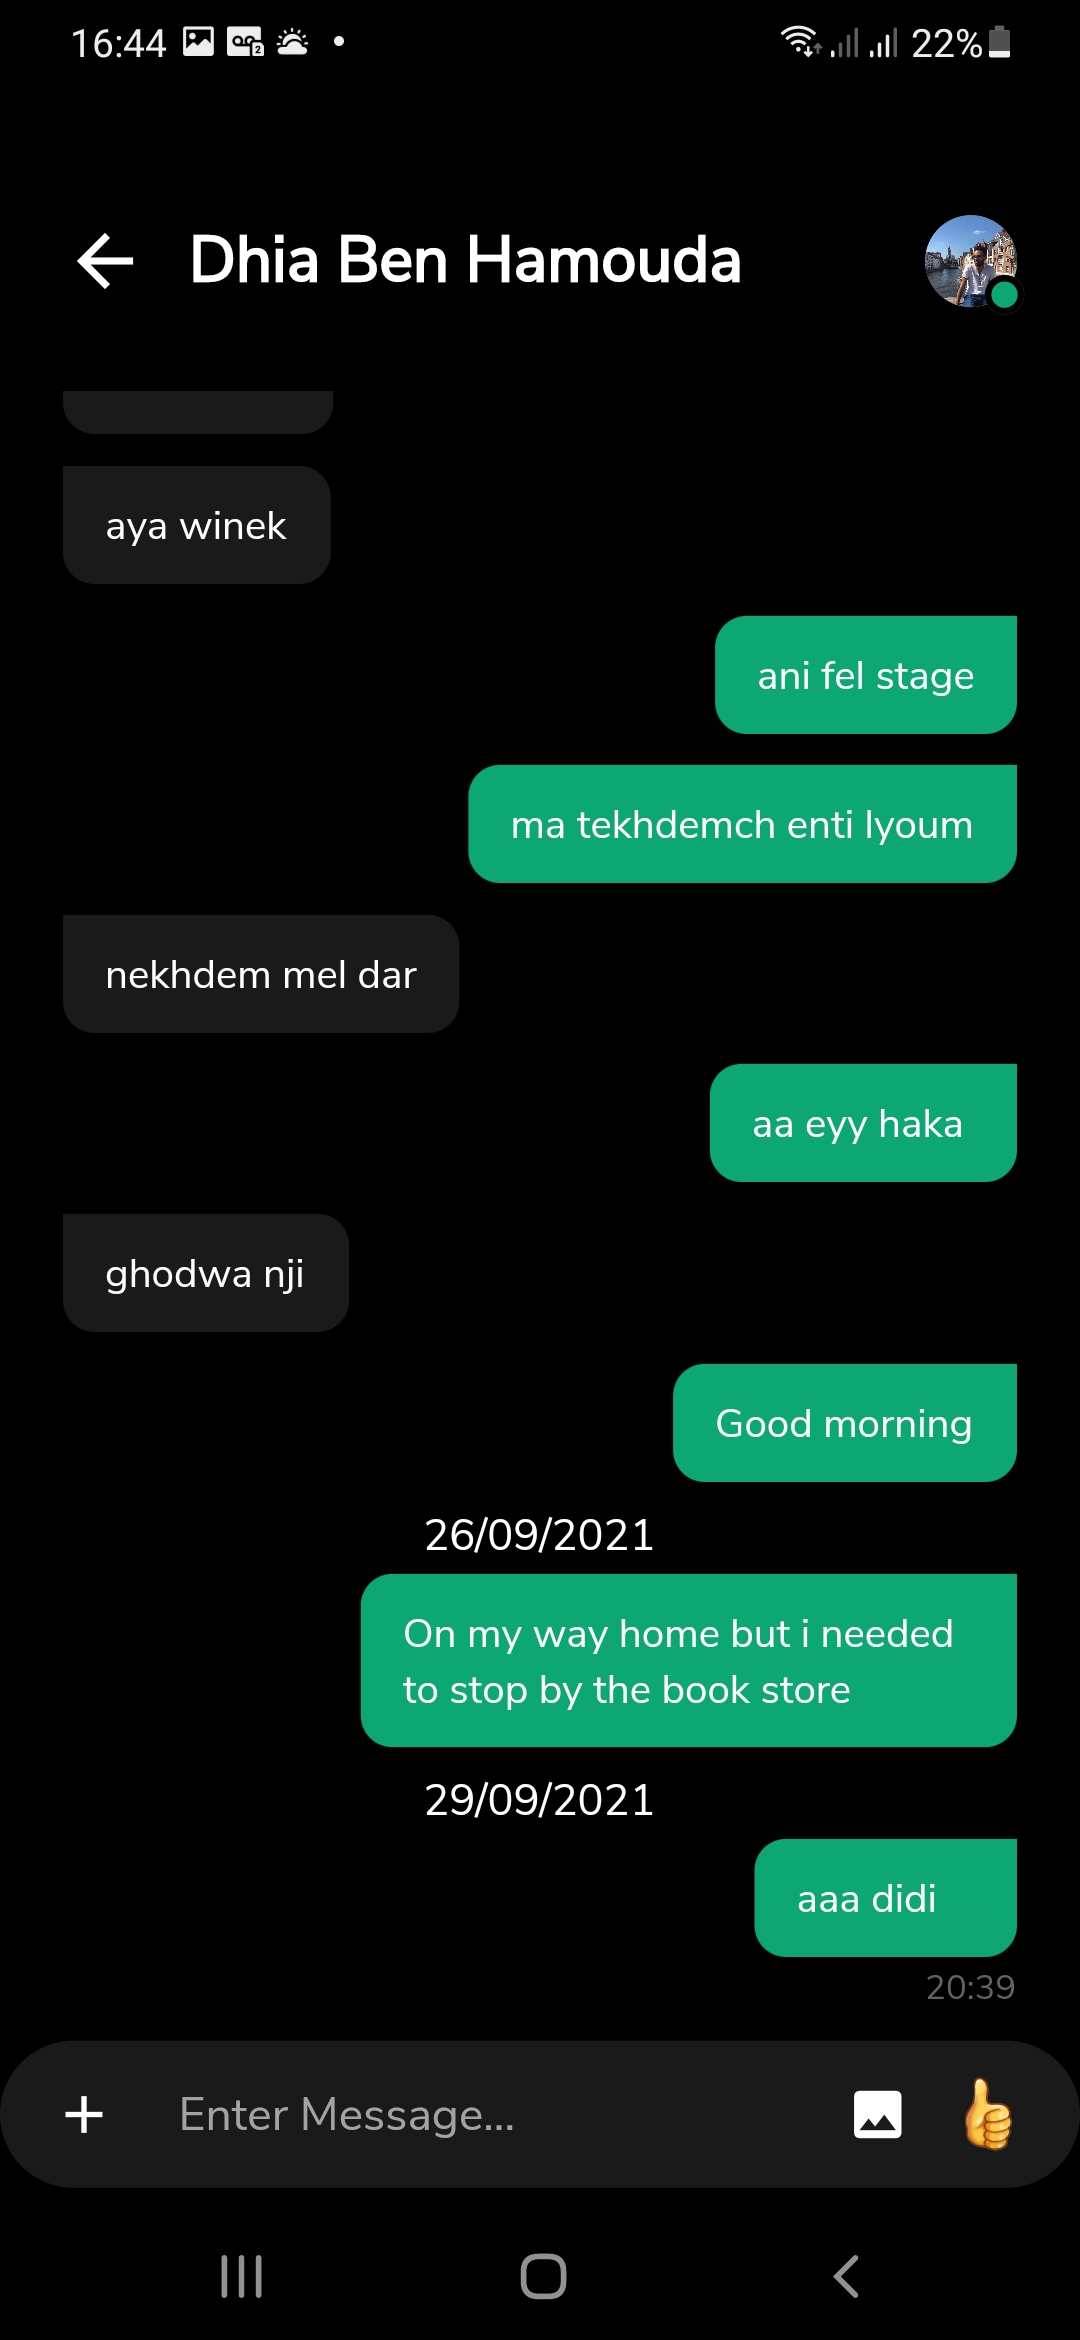 16:44
22%
Dhia Ben Hamouda
aya winek
ani fel stage
ma tekhdemch enti lyoum
nekhdem mel dar
aa eyy haka
ghodwa nji
Good morning
26/09/2021
On my way home but i needed
to stop by the book store
29/09/2021
aaa didi
20:39
Enter Message...